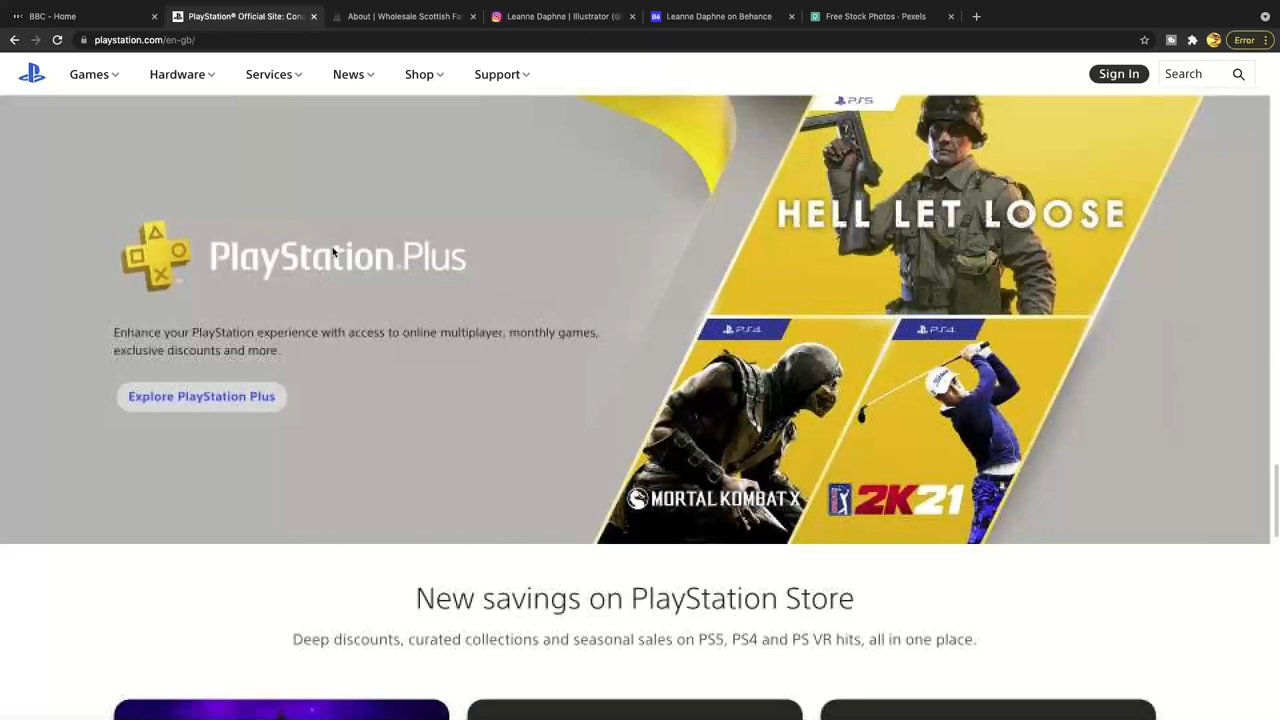 BBC - Home
PlayStation® Official Site: Con
About | Wholesale Scottish Fa
Leanne Daphne | Illustrator (@
Bē Leanne Daphne on Behance
Free Stock Photos · Pexels
playstation.com/en-gb/
Error
Games
Hardware
Services
News
Shop
Support
Sign In
Search
PS5
HELL LET LOOSE
PlayStation Plus
Enhance your PlayStation experience with access to online multiplayer, monthly games,
exclusive discounts and more.
Explore PlayStation Plus
PS4
PS4
MORTAL KOMBAT X
2K21
New savings on PlayStation Store
Deep discounts, curated collections and seasonal sales on PS5, PS4 and PS VR hits, all in one place.